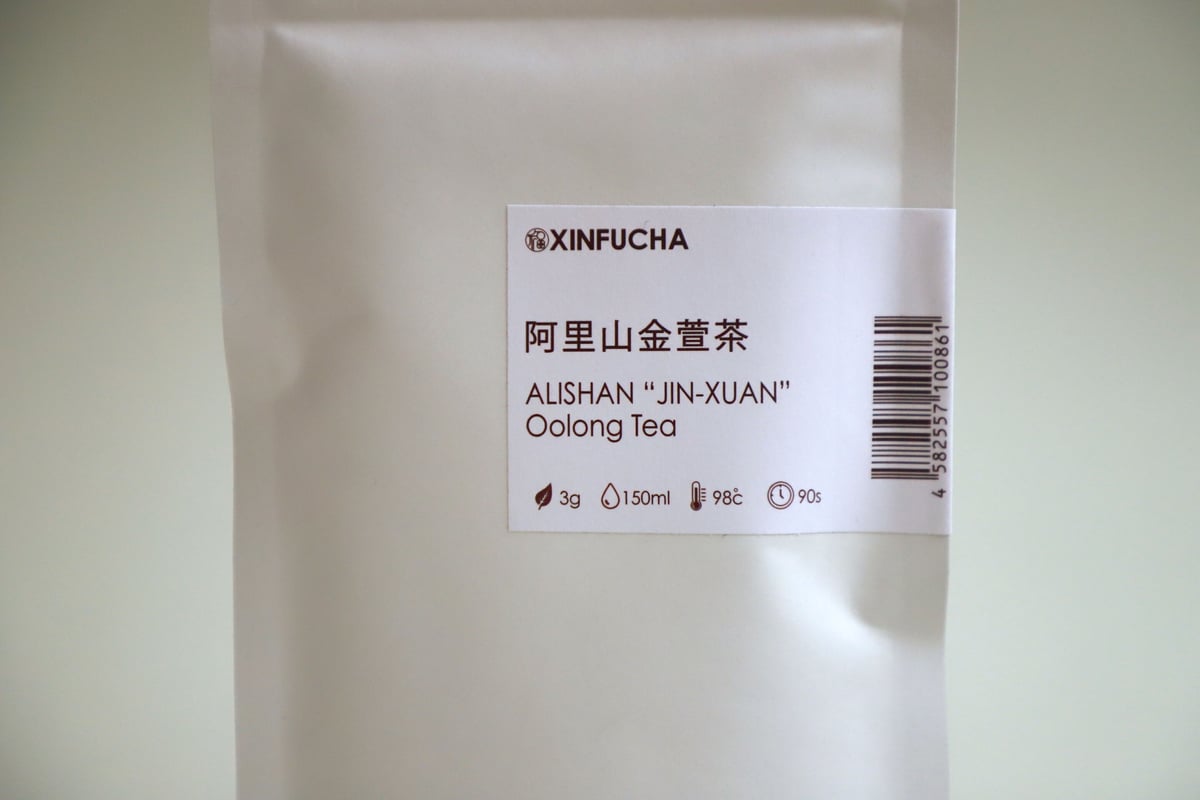 XINFUCHA
阿里山金萱茶
ALISHAN “JIN-XUAN”
Oolong Tea
3g 150ml 98℃ 90s
4 582557 100861